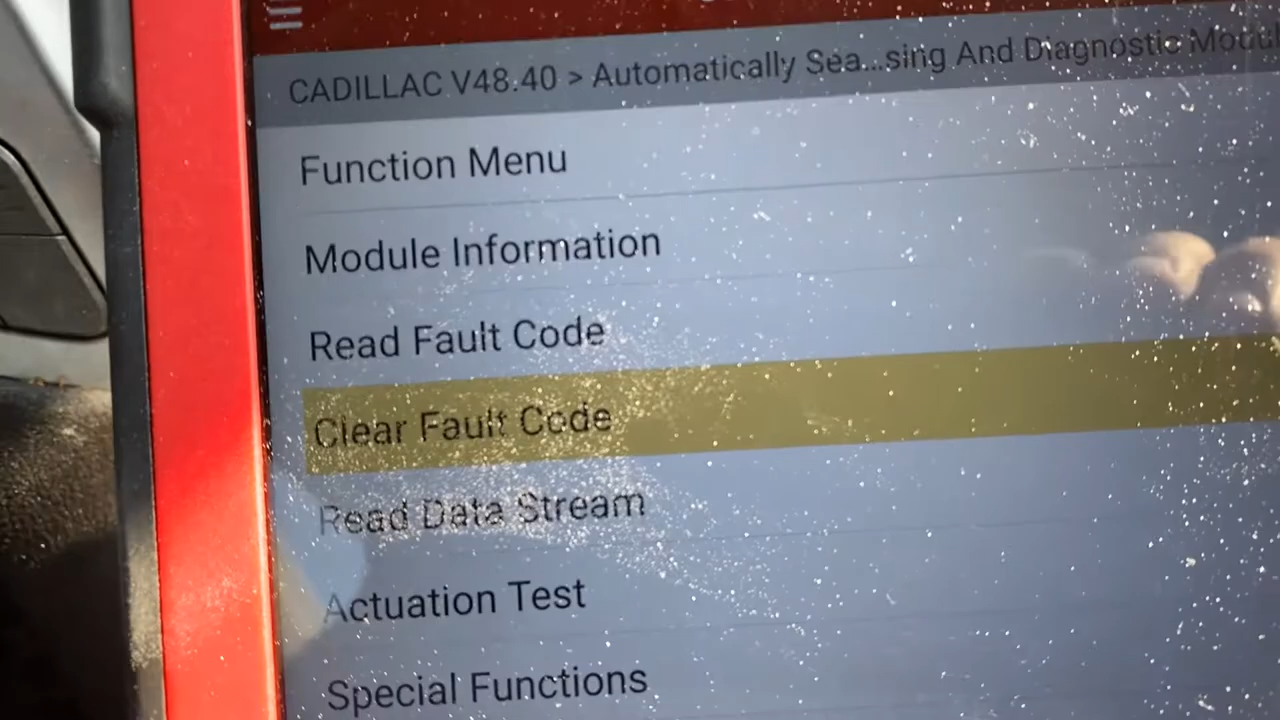 CADILLAC V48.40 > Automatically Sea...sing And Diagnostic Modul
Function Menu
Module Information
Read Fault Code
Clear Fault Code
Read Data Stream
Actuation Test
Special Functions